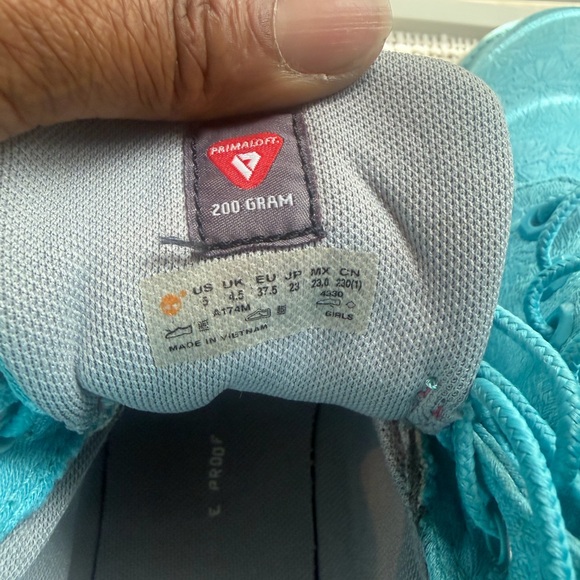 PRIMALOFT
200 GRAM
US UK EU JP MX CN
5 4.5 37.5 23 23.0 230(1)
A174M 4330
GIRLS
MADE IN VIETNAM
PROOF